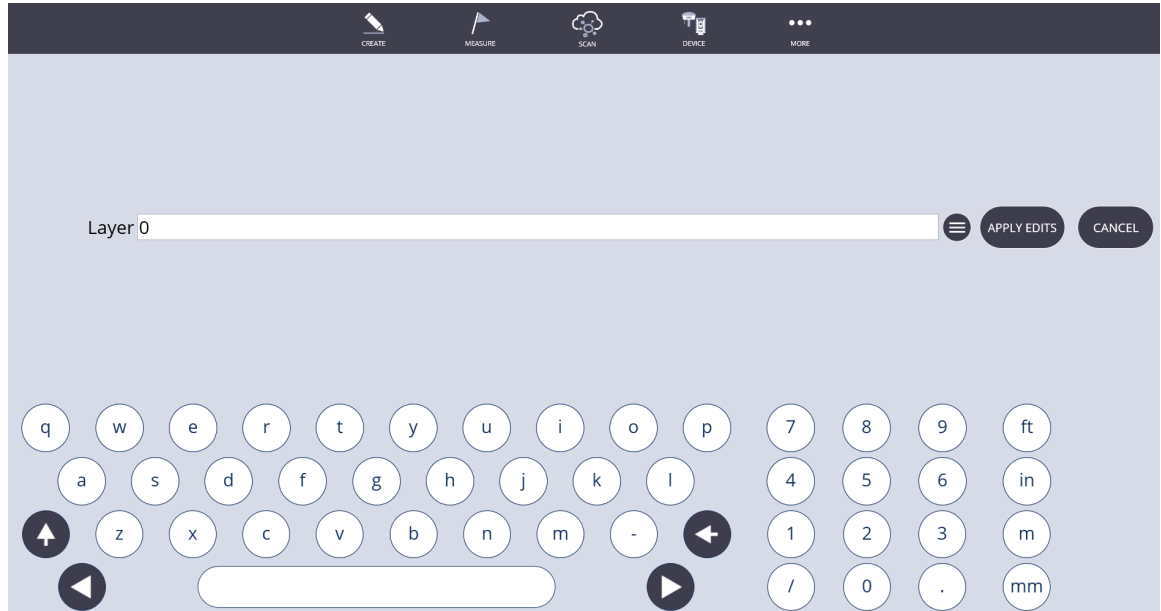 CREATE MEASURE SCAN DEVICE MORE
Layer 0 APPLY EDITS CANCEL
q w e r t y u i o p 7 8 9 ft
a s d f g h j k l 4 5 6 in
z x c v b n m - 1 2 3 m
/ 0 . mm